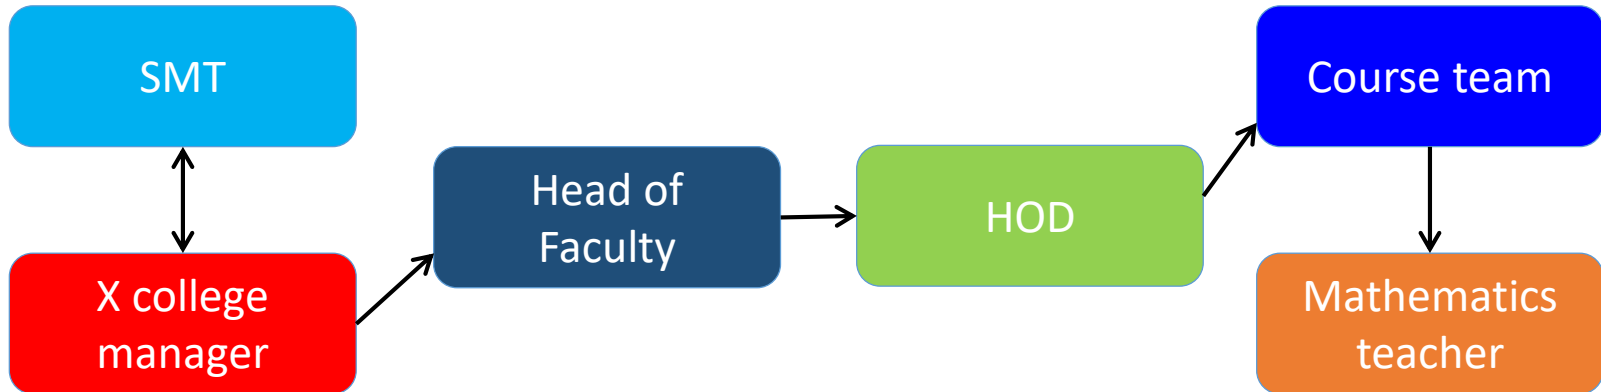 SMT
X college
manager
Head of
Faculty
HOD
Course team
Mathematics
teacher